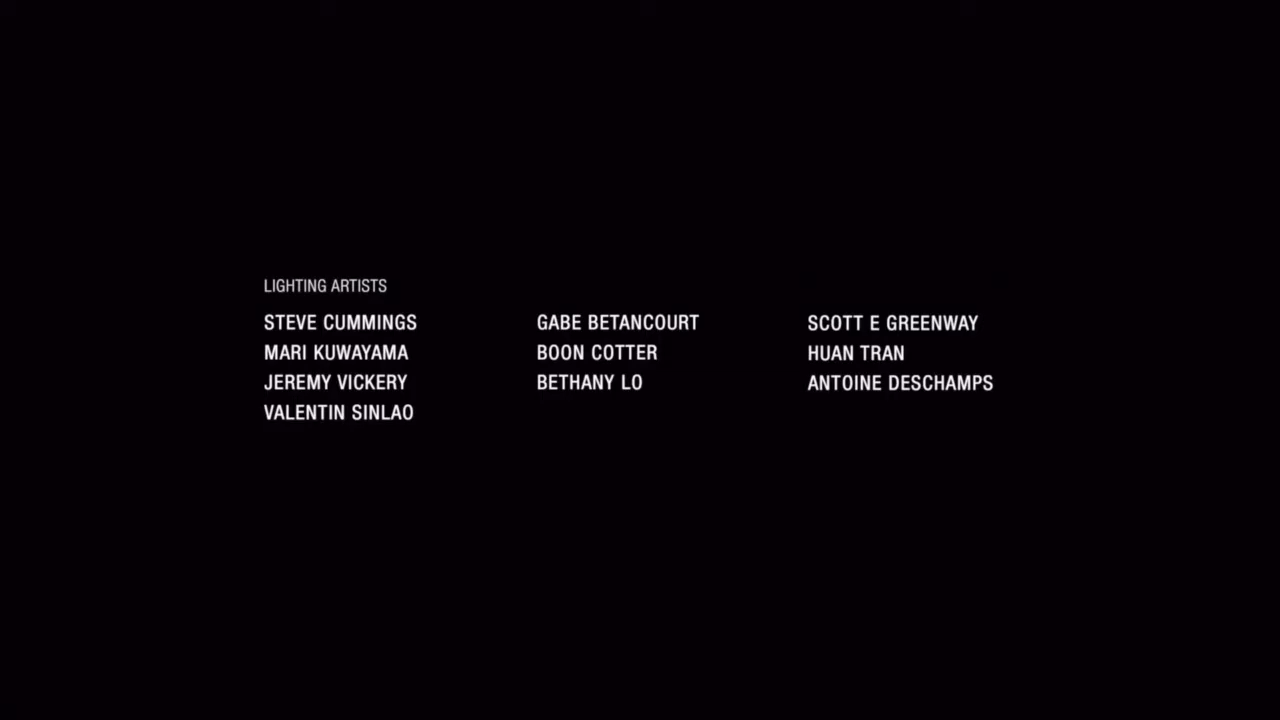 LIGHTING ARTISTS
STEVE CUMMINGS
MARI KUWAYAMA
JEREMY VICKERY
VALENTIN SINLAO
GABE BETANCOURT
BOON COTTER
BETHANY LO
SCOTT E GREENWAY
HUAN TRAN
ANTOINE DESCHAMPS